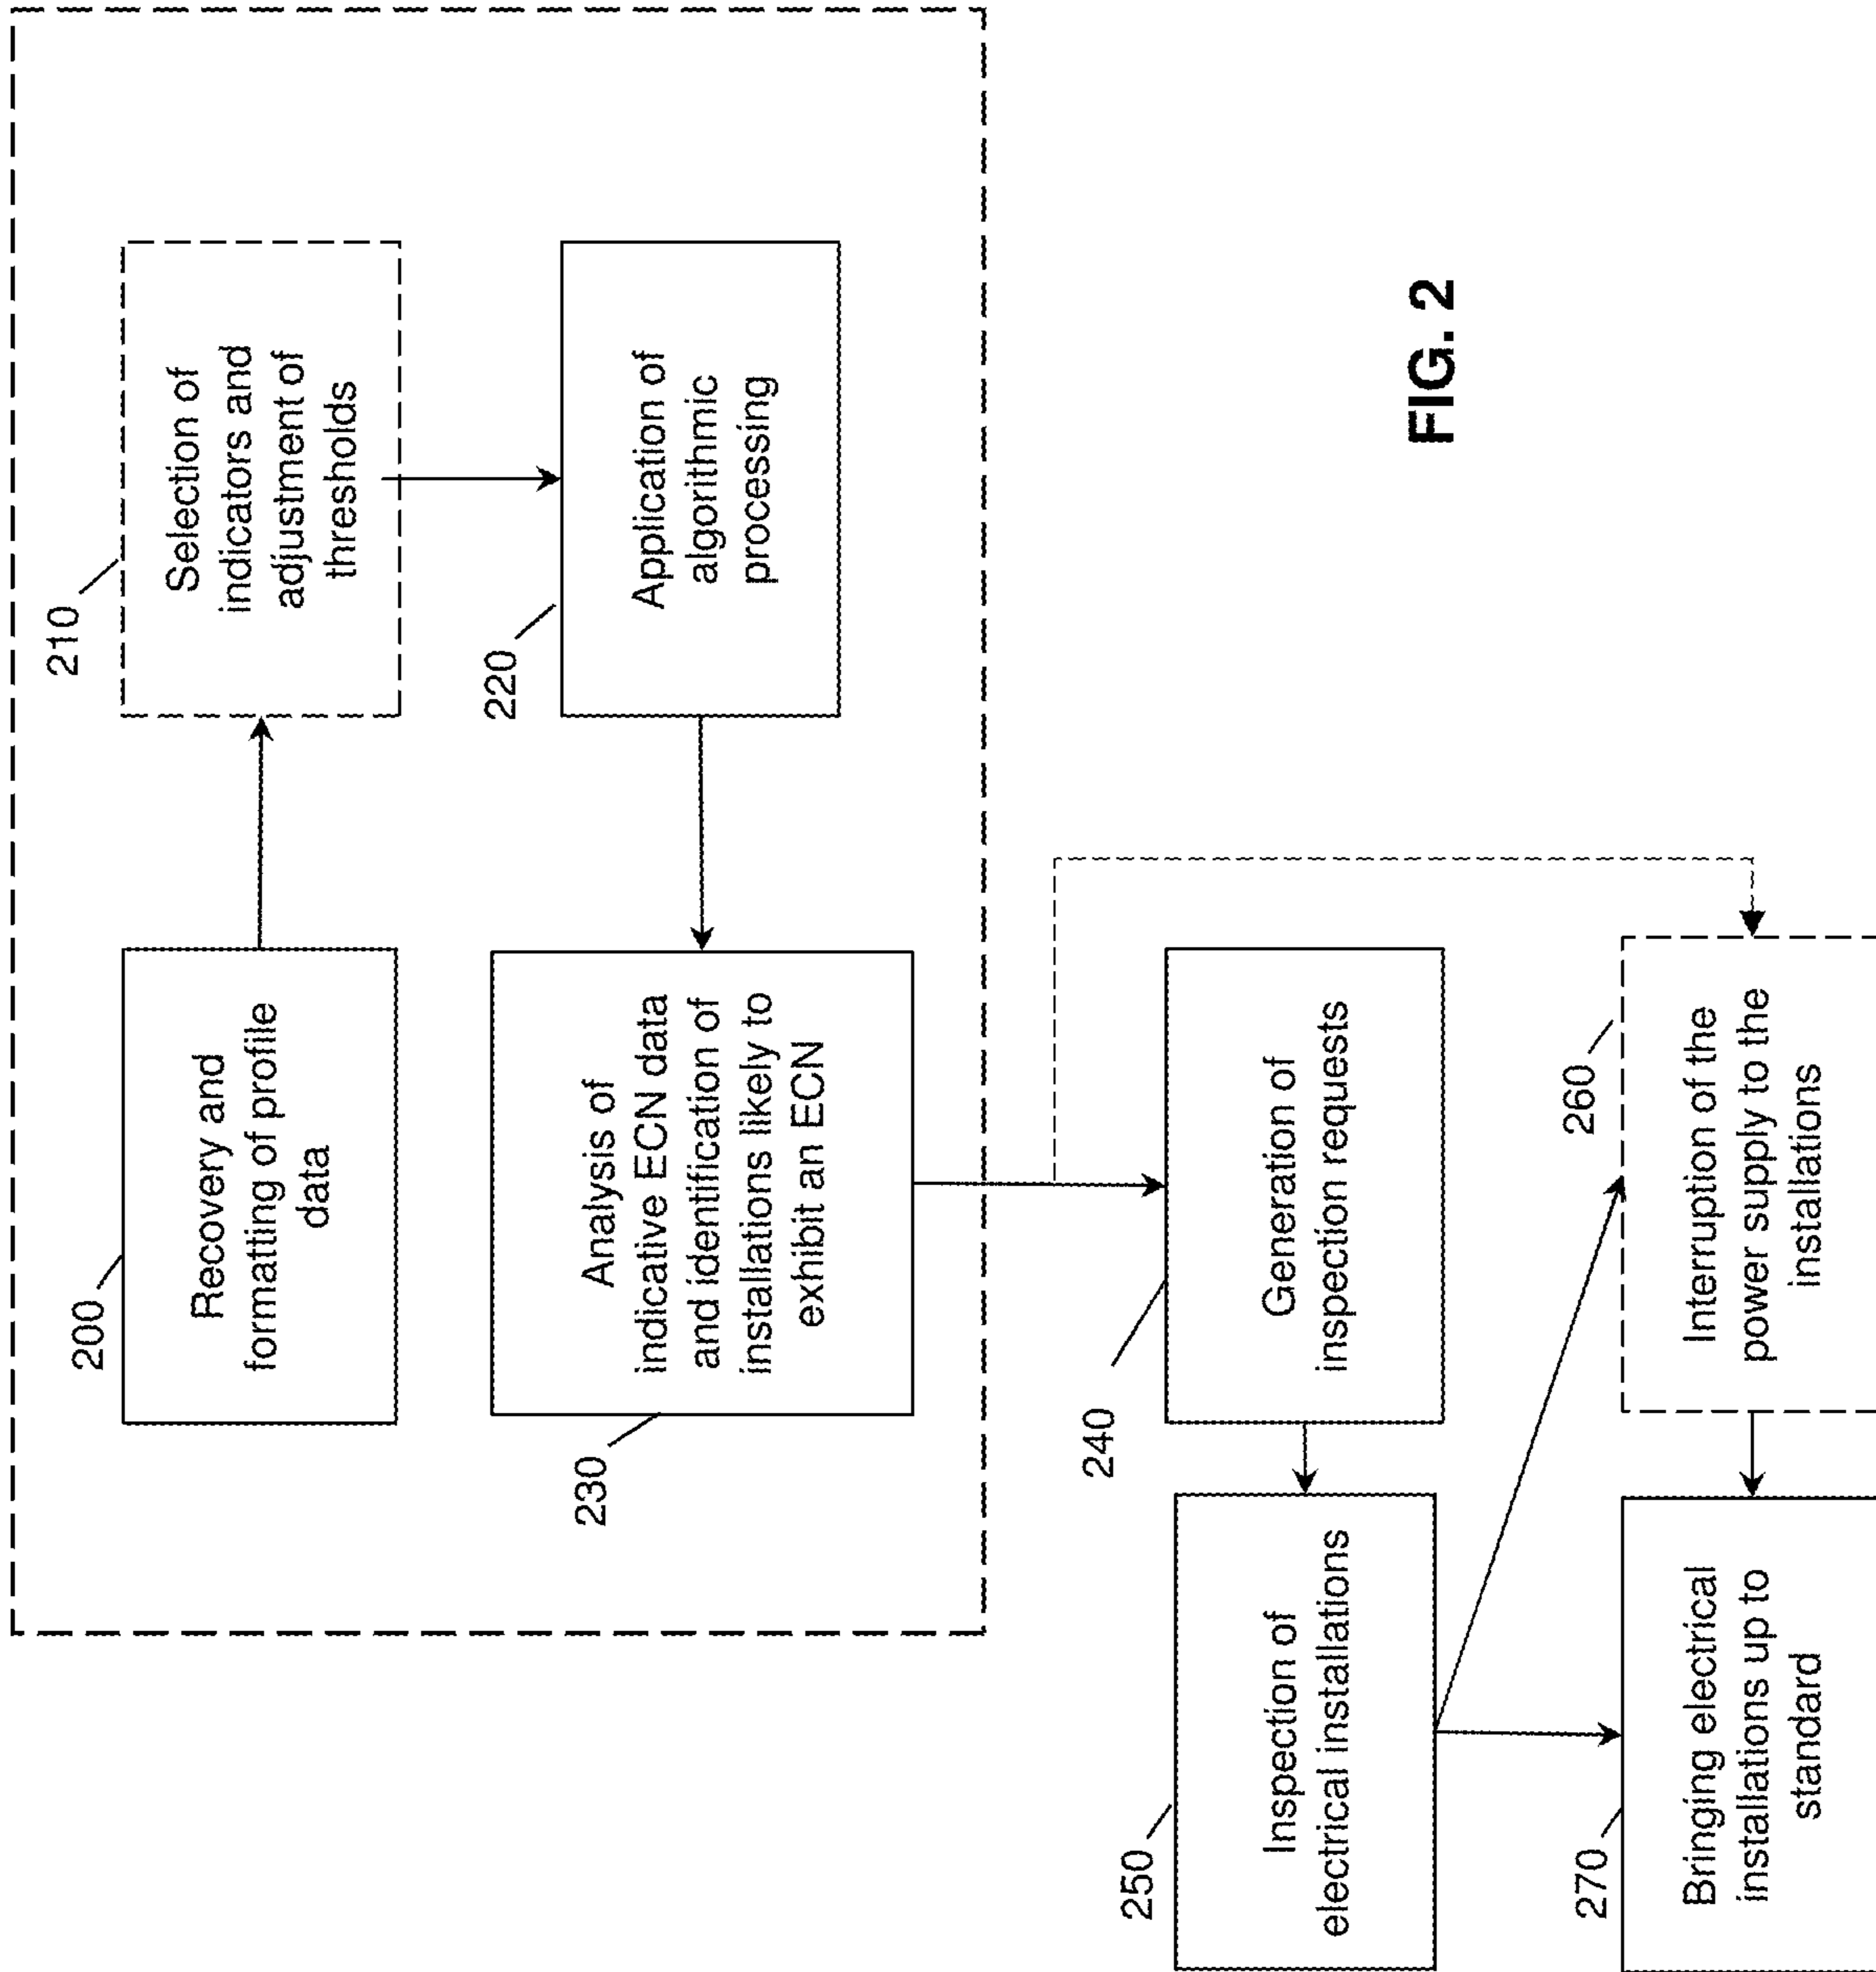 200
Recovery and
formatting of profile
data
210
Selection of
indicators and
adjustment of
thresholds
220
Application of
algorithmic
processing
230
Analysis of
indicative ECN data
and identification of
installations likely to
exhibit an ECN
240
Generation of
inspection requests
250
Inspection of
electrical installations
260
Interruption of the
power supply to the
installations
270
Bringing electrical
installations up to
standard
FIG. 2